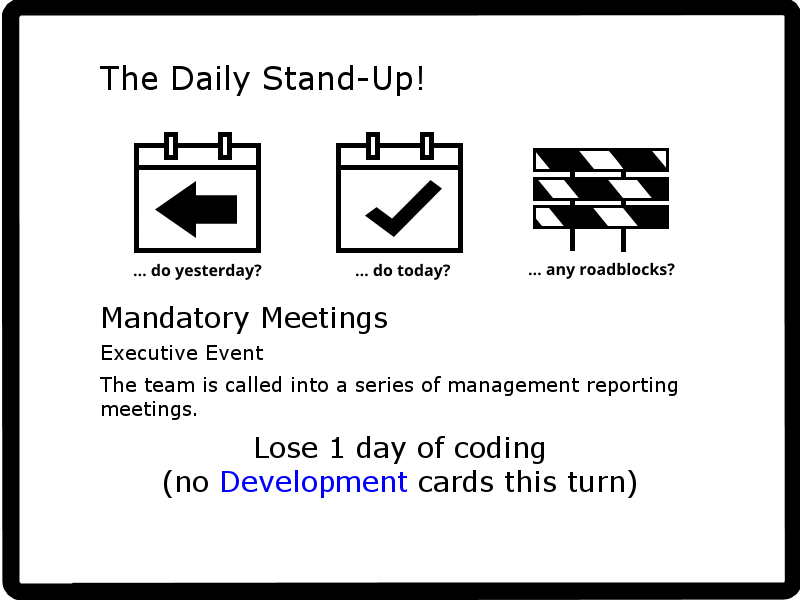 The Daily Stand-Up!
... do yesterday?
... do today?
... any roadblocks?
Mandatory Meetings
Executive Event
The team is called into a series of management reporting
meetings.
Lose 1 day of coding
(no Development cards this turn)